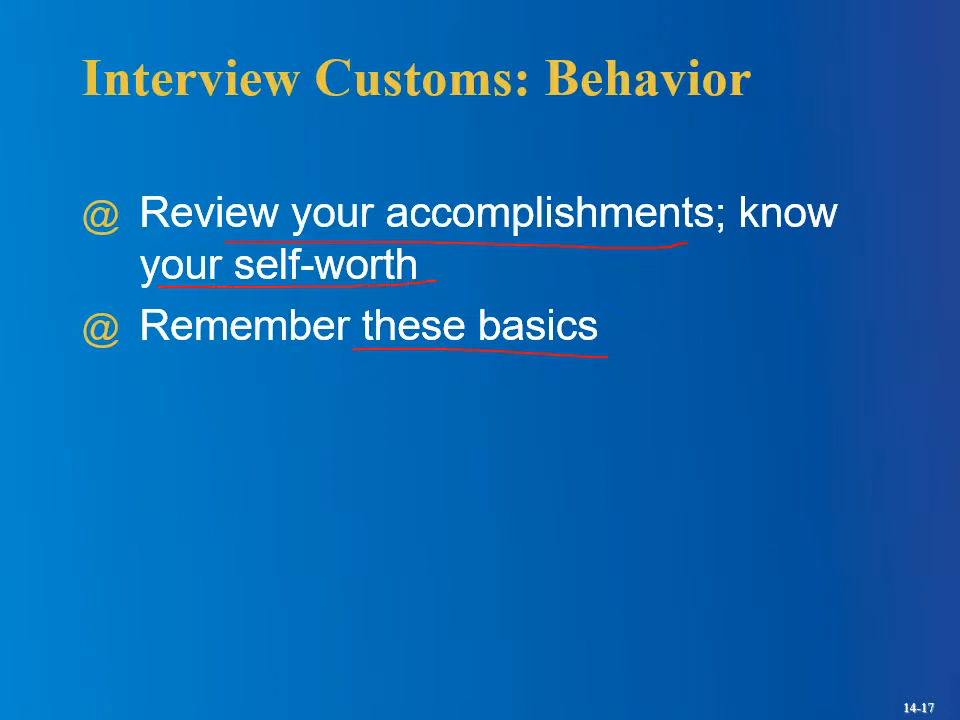 Interview Customs: Behavior
@ Review your accomplishments; know
your self-worth
@ Remember these basics
14-17